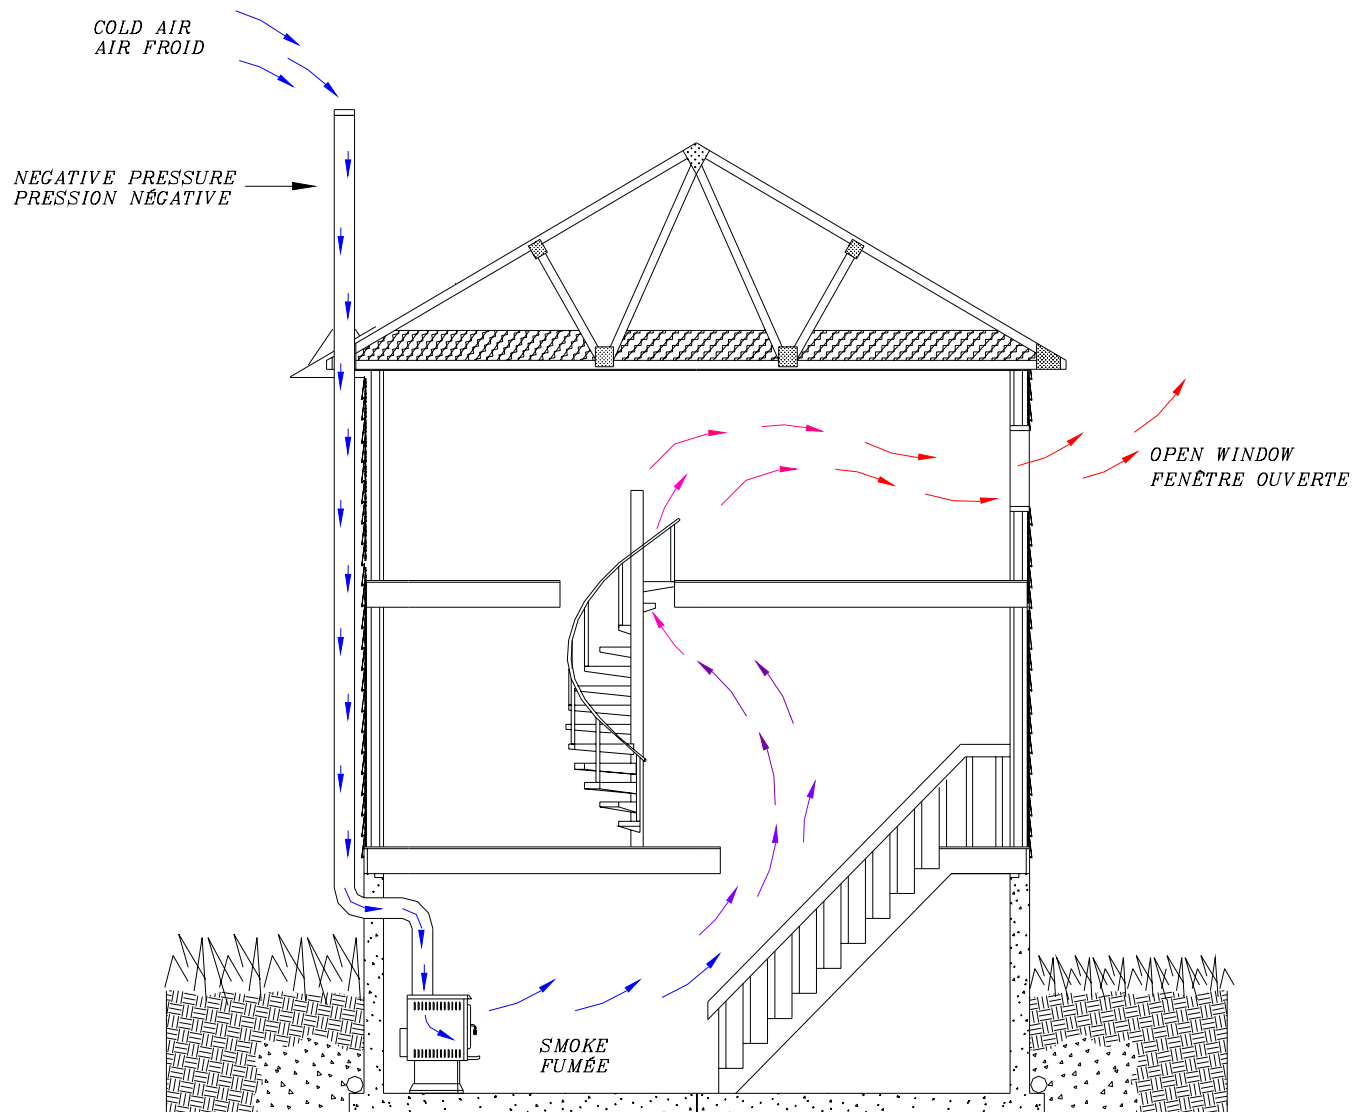 COLD AIR
AIR FROID
NEGATIVE PRESSURE
PRESSION NÉGATIVE
OPEN WINDOW
FENÊTRE OUVERTE
SMOKE
FUMÉE